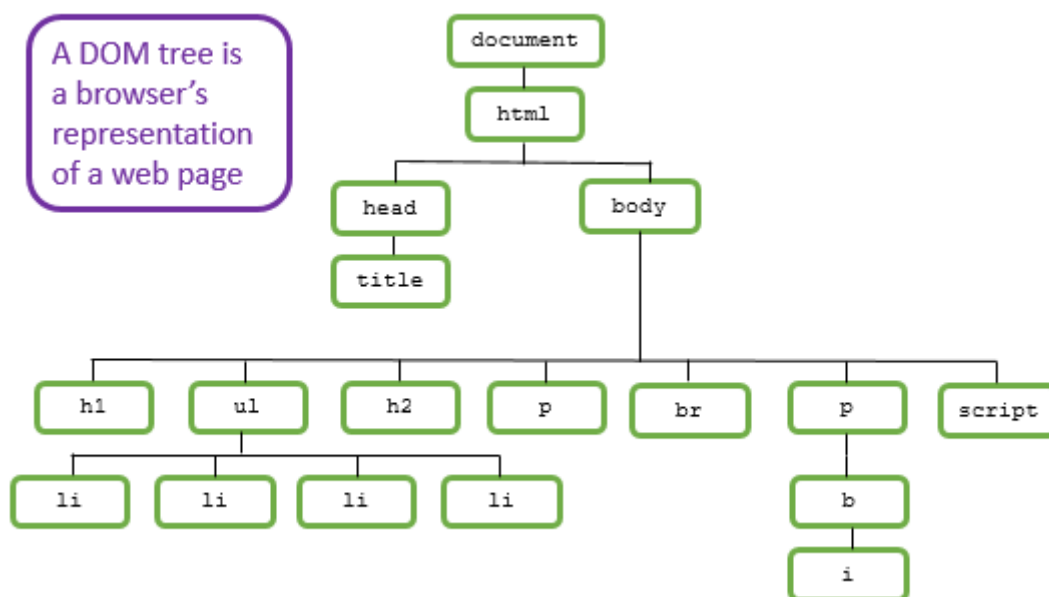 A DOM tree is
a browser's
representation
of a web page
document
html
head body
title
h1 ul h2 p br p script
li li li li b
i